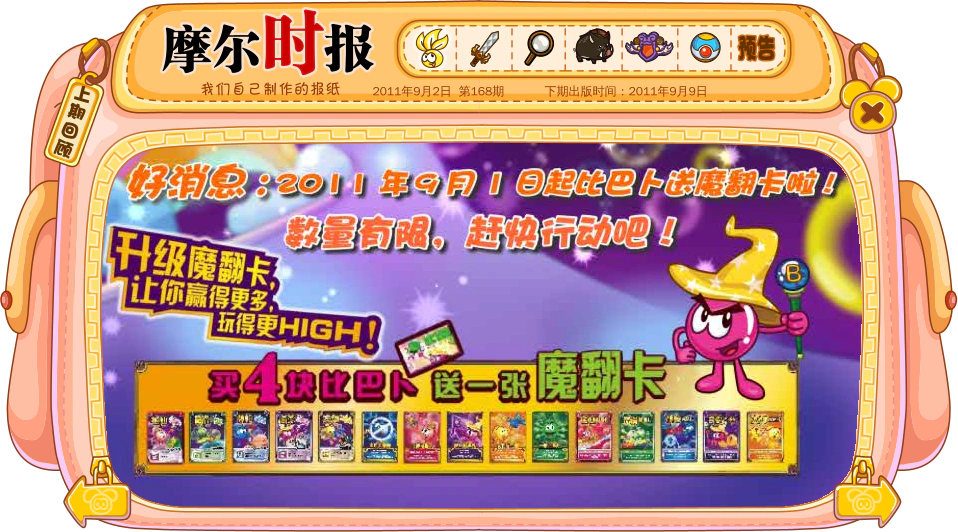 摩尔时报
预告
我们自己制作的报纸 2011年9月2日 第168期 下期出版时间：2011年9月9日
上期回顾
好消息：2011年9月1日起比巴卜送魔翻卡啦！
数量有限，赶快行动吧！
升级魔翻卡，
让你赢得更多，
玩得更HIGH！
B
买4块比巴卜 送一张 魔翻卡